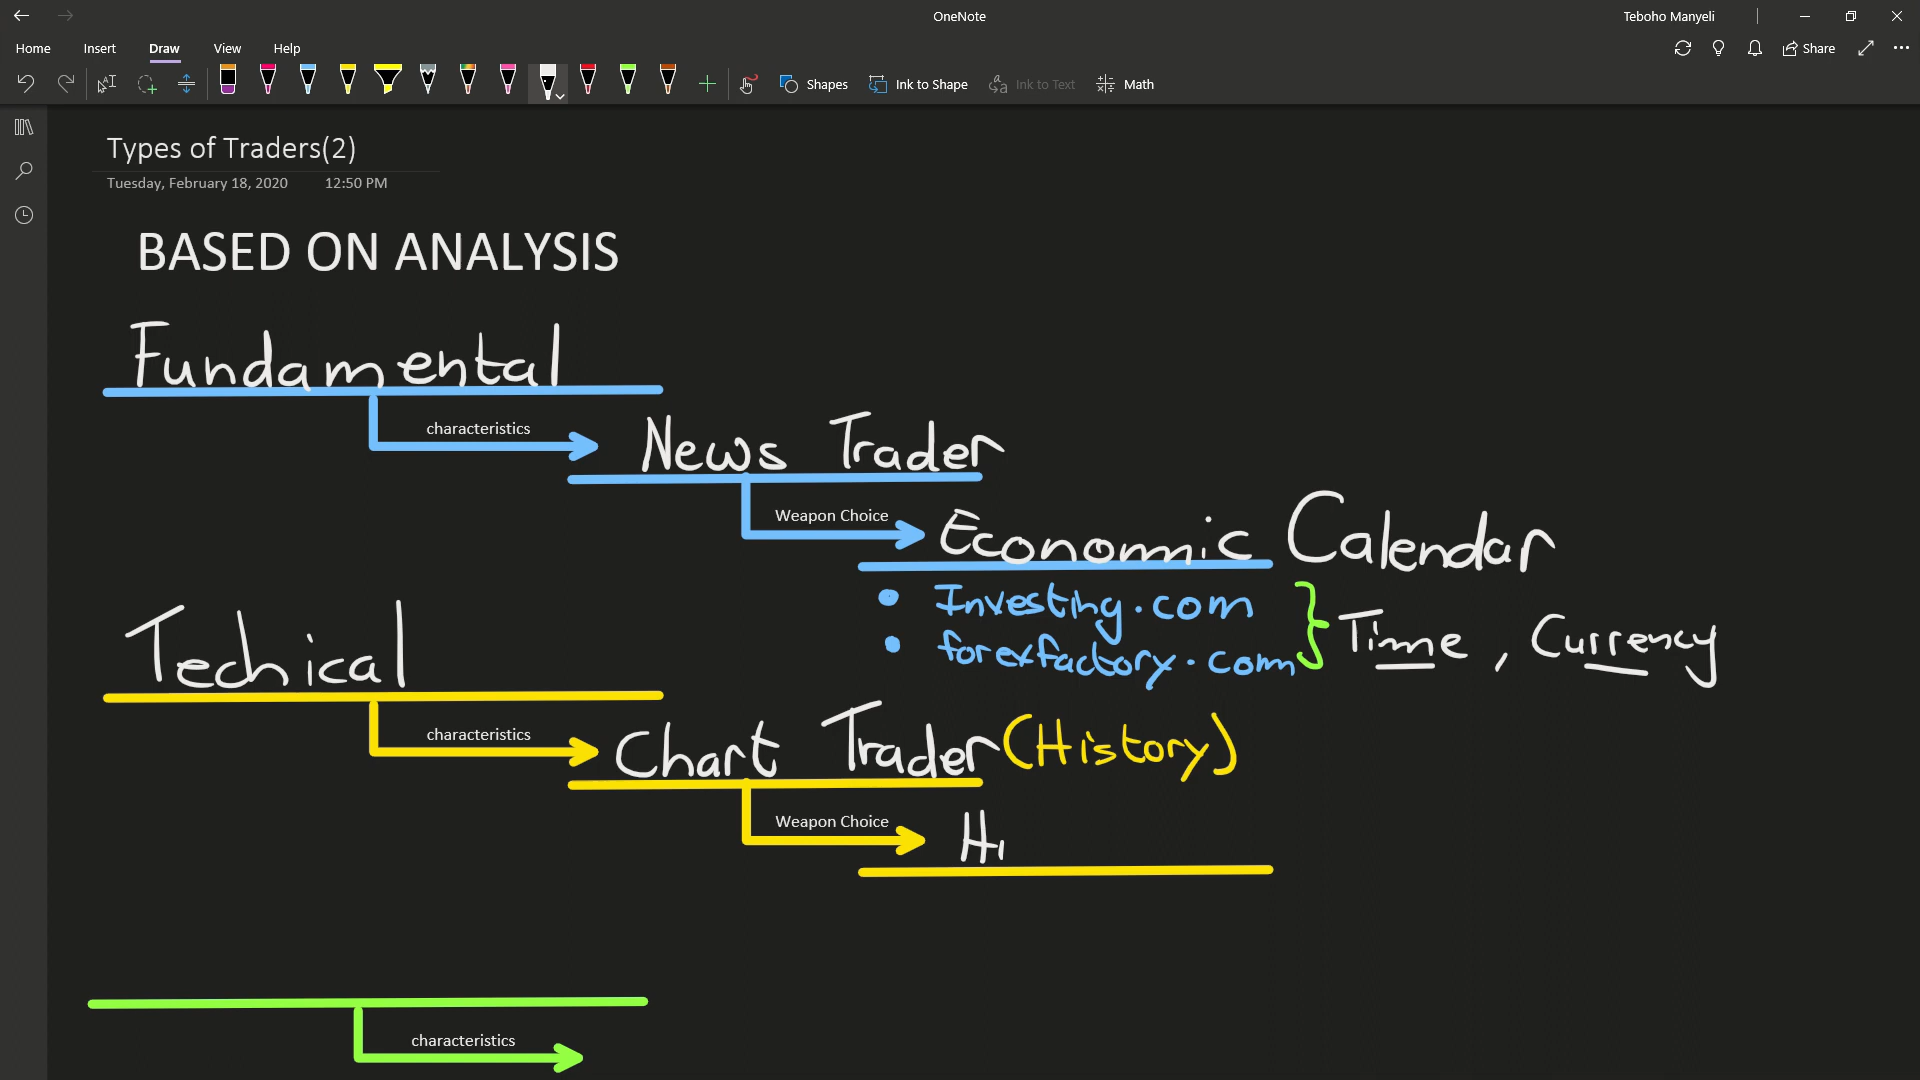 OneNote
Teboho Manyeli
Home Insert Draw View Help
Share
Shapes Ink to Shape Ink to Text Math
Types of Traders(2)
Tuesday, February 18, 2020 12:50 PM
BASED ON ANALYSIS
Fundamental
characteristics
News Trader
Weapon Choice
Economic Calendar
• Investing.com
• forexfactory.com
} Time, Currency
Techical
characteristics
Chart Trader (History)
Weapon Choice
Hi
characteristics